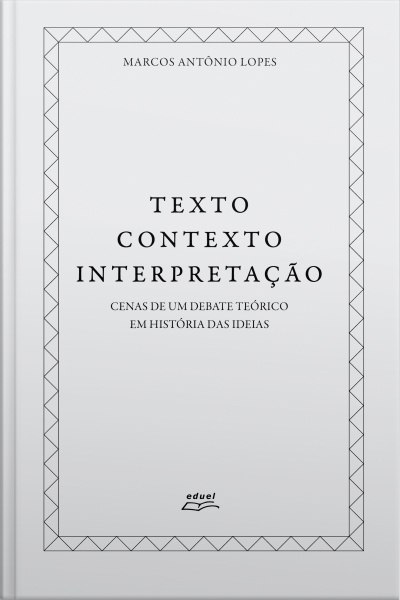 MARCOS ANTÔNIO LOPES
TEXTO
CONTEXTO
INTERPRETAÇÃO
CENAS DE UM DEBATE TEÓRICO
EM HISTÓRIA DAS IDEIAS
eduel